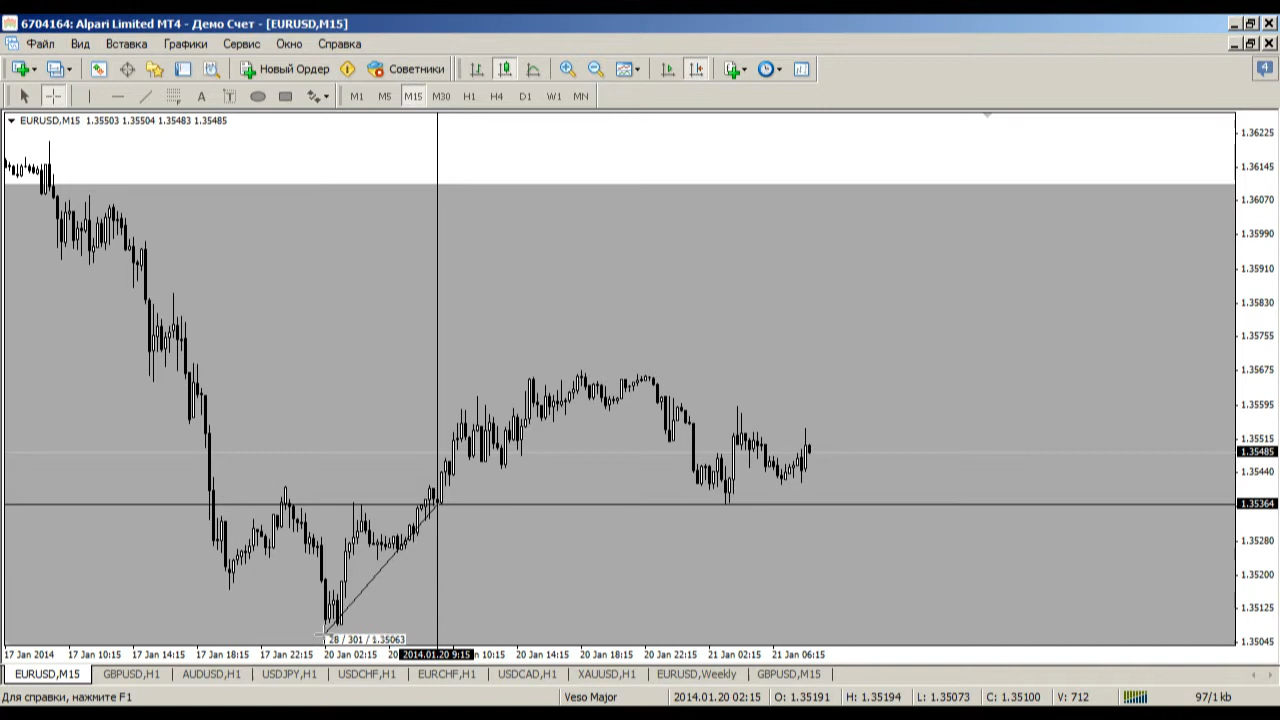 6704164: Alpari Limited MT4 - Демо Счет - [EURUSD,M15]
Файл Вид Вставка Графики Сервис Окно Справка
Новый Ордер Советники 4
A T M1 M5 M15 M30 H1 H4 D1 W1 MN
EURUSD,M15 1.35503 1.35504 1.35483 1.35485
1.36225
1.36145
1.36070
1.35990
1.35910
1.35830
1.35755
1.35675
1.35595
1.35515
1.35485
1.35440
1.35364
1.35280
1.35200
1.35125
1.35045
28 / 301 / 1.35063
17 Jan 2014 17 Jan 10:15 17 Jan 14:15 17 Jan 18:15 17 Jan 22:15 20 Jan 02:15 20 2014.01.20 9:15 n 10:15 20 Jan 14:15 20 Jan 18:15 20 Jan 22:15 21 Jan 02:15 21 Jan 06:15
EURUSD,M15 GBPUSD,H1 AUDUSD,H1 USDJPY,H1 USDCHF,H1 EURCHF,H1 USDCAD,H1 XAUUSD,H1 EURUSD,Weekly GBPUSD,M15
Для справки, нажмите F1 Veso Major 2014.01.20 02:15 O: 1.35191 H: 1.35194 L: 1.35073 C: 1.35100 V: 712 97/1 kb